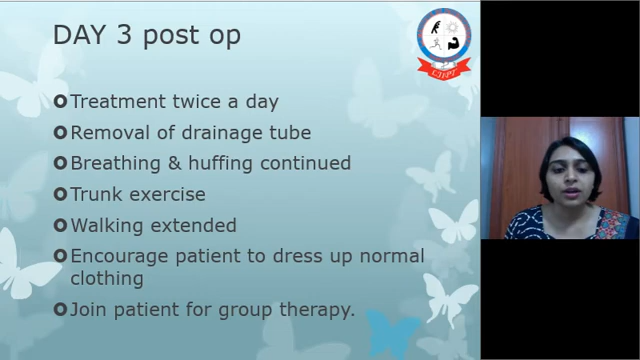 DAY 3 post op
Treatment twice a day
Removal of drainage tube
Breathing & huffing continued
Trunk exercise
Walking extended
Encourage patient to dress up normal
clothing
Join patient for group therapy.